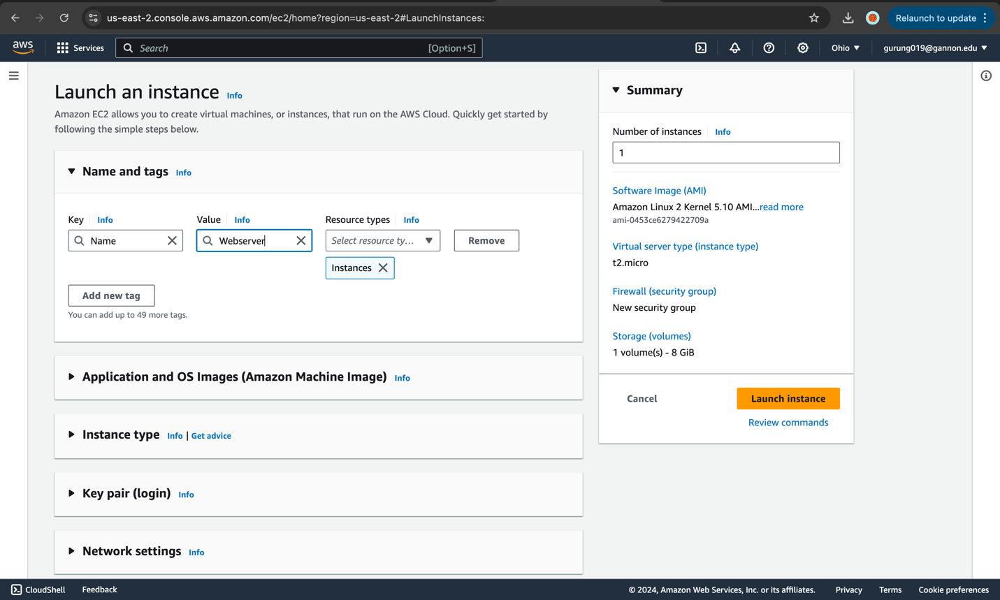 us-east-2.console.aws.amazon.com/ec2/home?region=us-east-2#LaunchInstances:
Relaunch to update
aws
Services
Search
[Option+S]
Ohio
gurung019@gannon.edu
Launch an instance Info
Amazon EC2 allows you to create virtual machines, or instances, that run on the AWS Cloud. Quickly get started by
following the simple steps below.
Name and tags Info
Key Info
Value Info
Resource types Info
Name
Webserver
Select resource ty...
Remove
Instances
Add new tag
You can add up to 49 more tags.
Application and OS Images (Amazon Machine Image) Info
Instance type Info | Get advice
Key pair (login) Info
Network settings Info
Summary
Number of instances Info
1
Software Image (AMI)
Amazon Linux 2 Kernel 5.10 AMI...read more
ami-0453ce6279422709a
Virtual server type (instance type)
t2.micro
Firewall (security group)
New security group
Storage (volumes)
1 volume(s) - 8 GiB
Cancel
Launch instance
Review commands
CloudShell
Feedback
© 2024, Amazon Web Services, Inc. or its affiliates.
Privacy
Terms
Cookie preferences